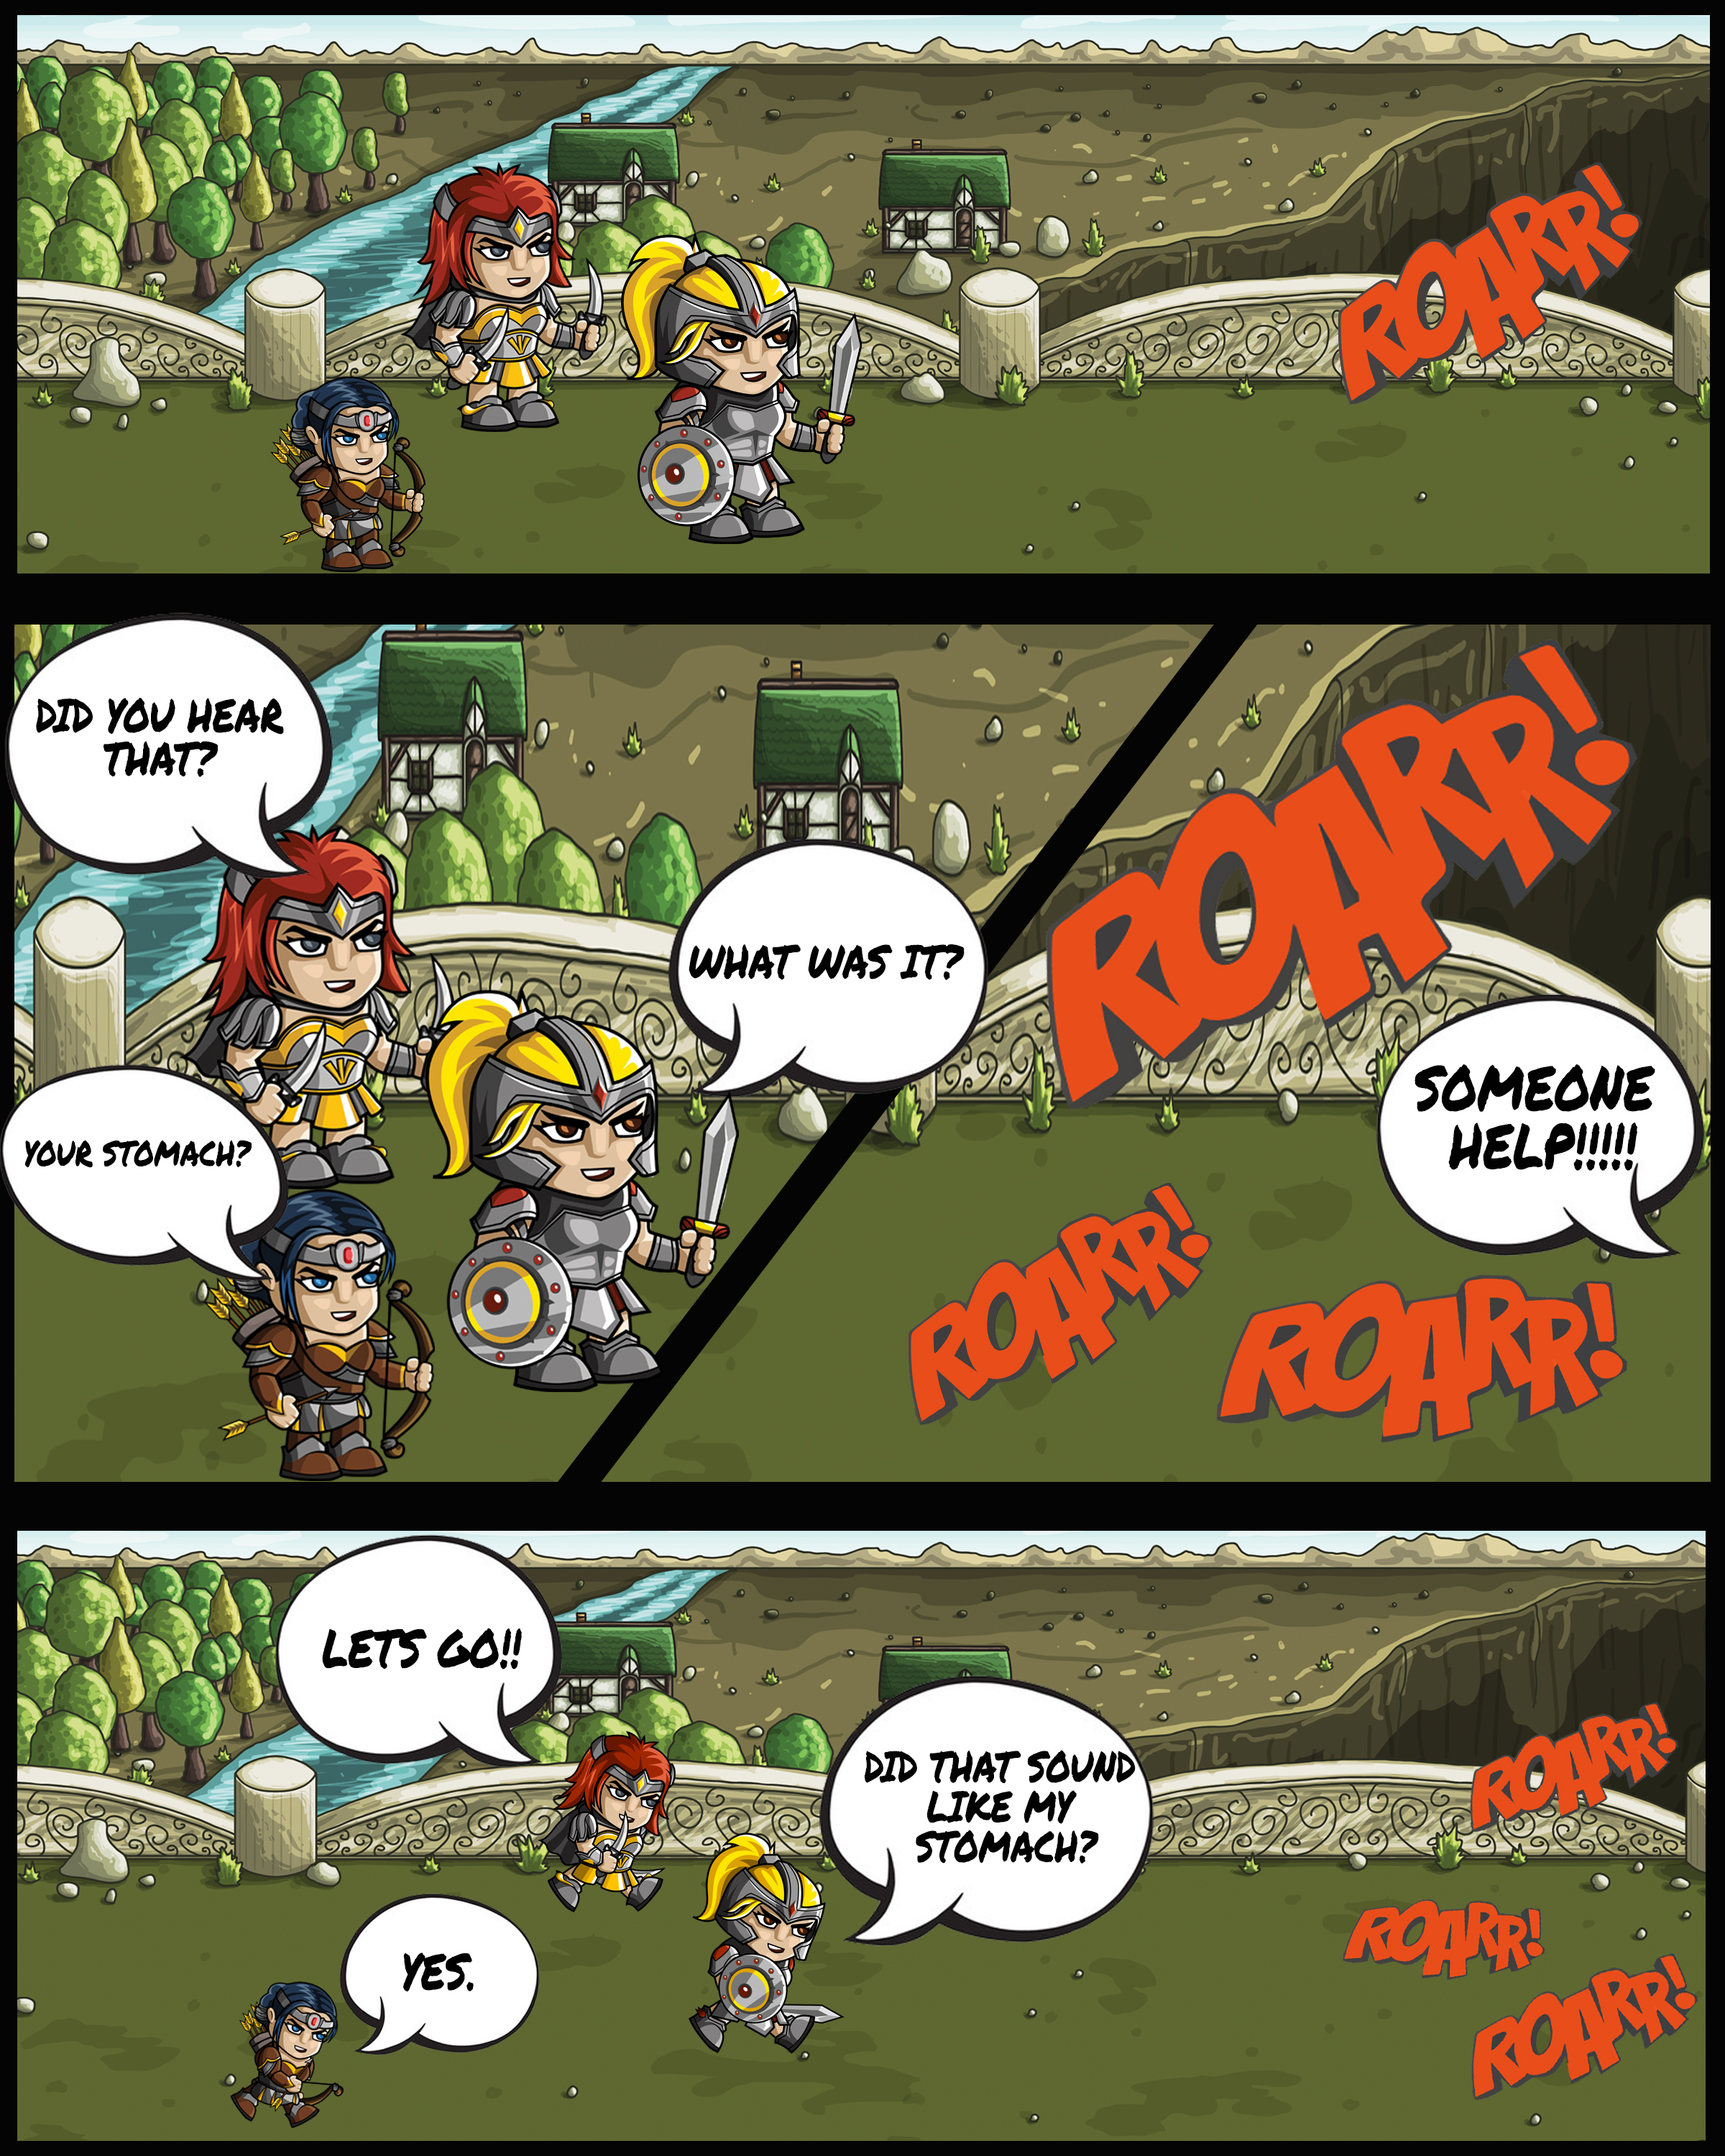 ROARR!
DID YOU HEAR
THAT?
WHAT WAS IT?
YOUR STOMACH?
ROARR!
SOMEONE
HELP!!!!!
ROARR!
ROARR!
LETS GO!!
DID THAT SOUND
LIKE MY
STOMACH?
YES.
ROARR!
ROARR!
ROARR!